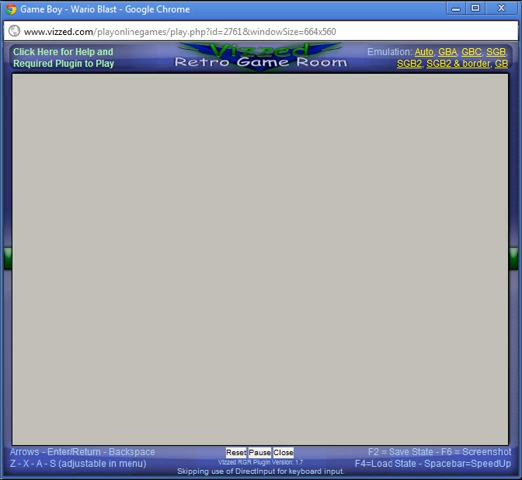 Game Boy - Wario Blast - Google Chrome
www.vizzed.com/playonlinegames/play.php?id=2761&windowSize=664x560
Click Here for Help and
Required Plugin to Play
Vizzed
Retro Game Room
Emulation: Auto, GBA, GBC, SGB,
SGB2, SGB2 & border, GB
Arrows - Enter/Return - Backspace
Z - X - A - S (adjustable in menu)
Reset Pause Close
Vizzed RGR Plugin Version: 1.7
Skipping use of DirectInput for keyboard input.
F2 = Save State - F6 = Screenshot
F4=Load State - Spacebar=SpeedUp